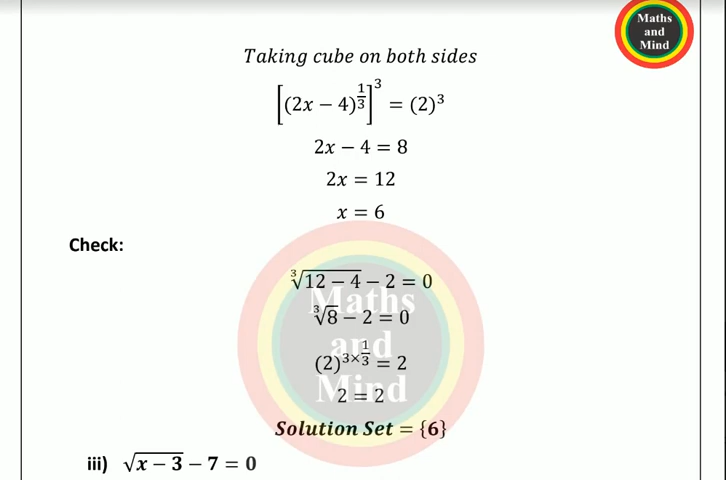 Maths
and
Mind
Taking cube on both sides
[(2x − 4)^{1/3}]^3 = (2)^3
2x − 4 = 8
2x = 12
x = 6
Check:
∛(12 − 4) − 2 = 0
∛8 − 2 = 0
(2)^{3×1/3} = 2
2 = 2
Maths
and
Mind
Solution Set = {6}
iii) √(x − 3) − 7 = 0